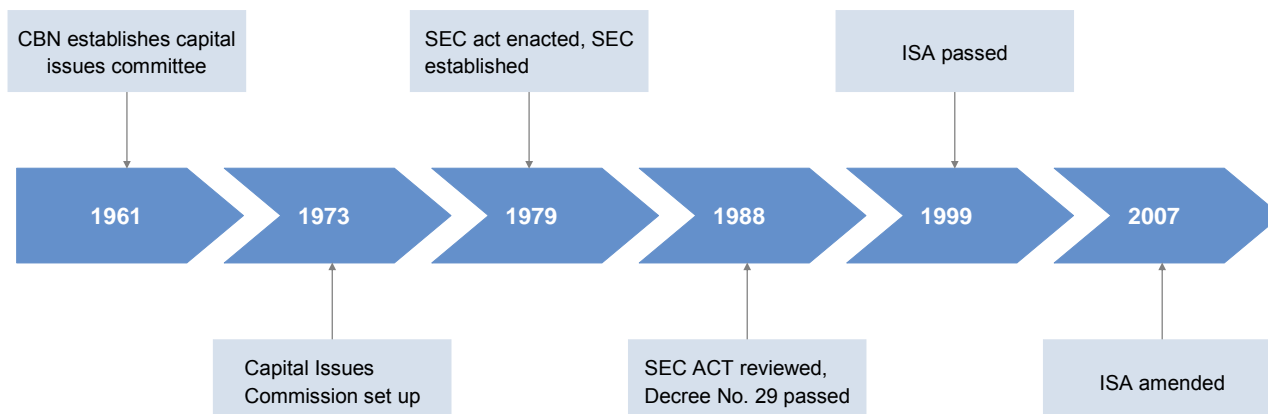 CBN establishes capital
issues committee
SEC act enacted, SEC
established
ISA passed
1961
1973
1979
1988
1999
2007
Capital Issues
Commission set up
SEC ACT reviewed,
Decree No. 29 passed
ISA amended